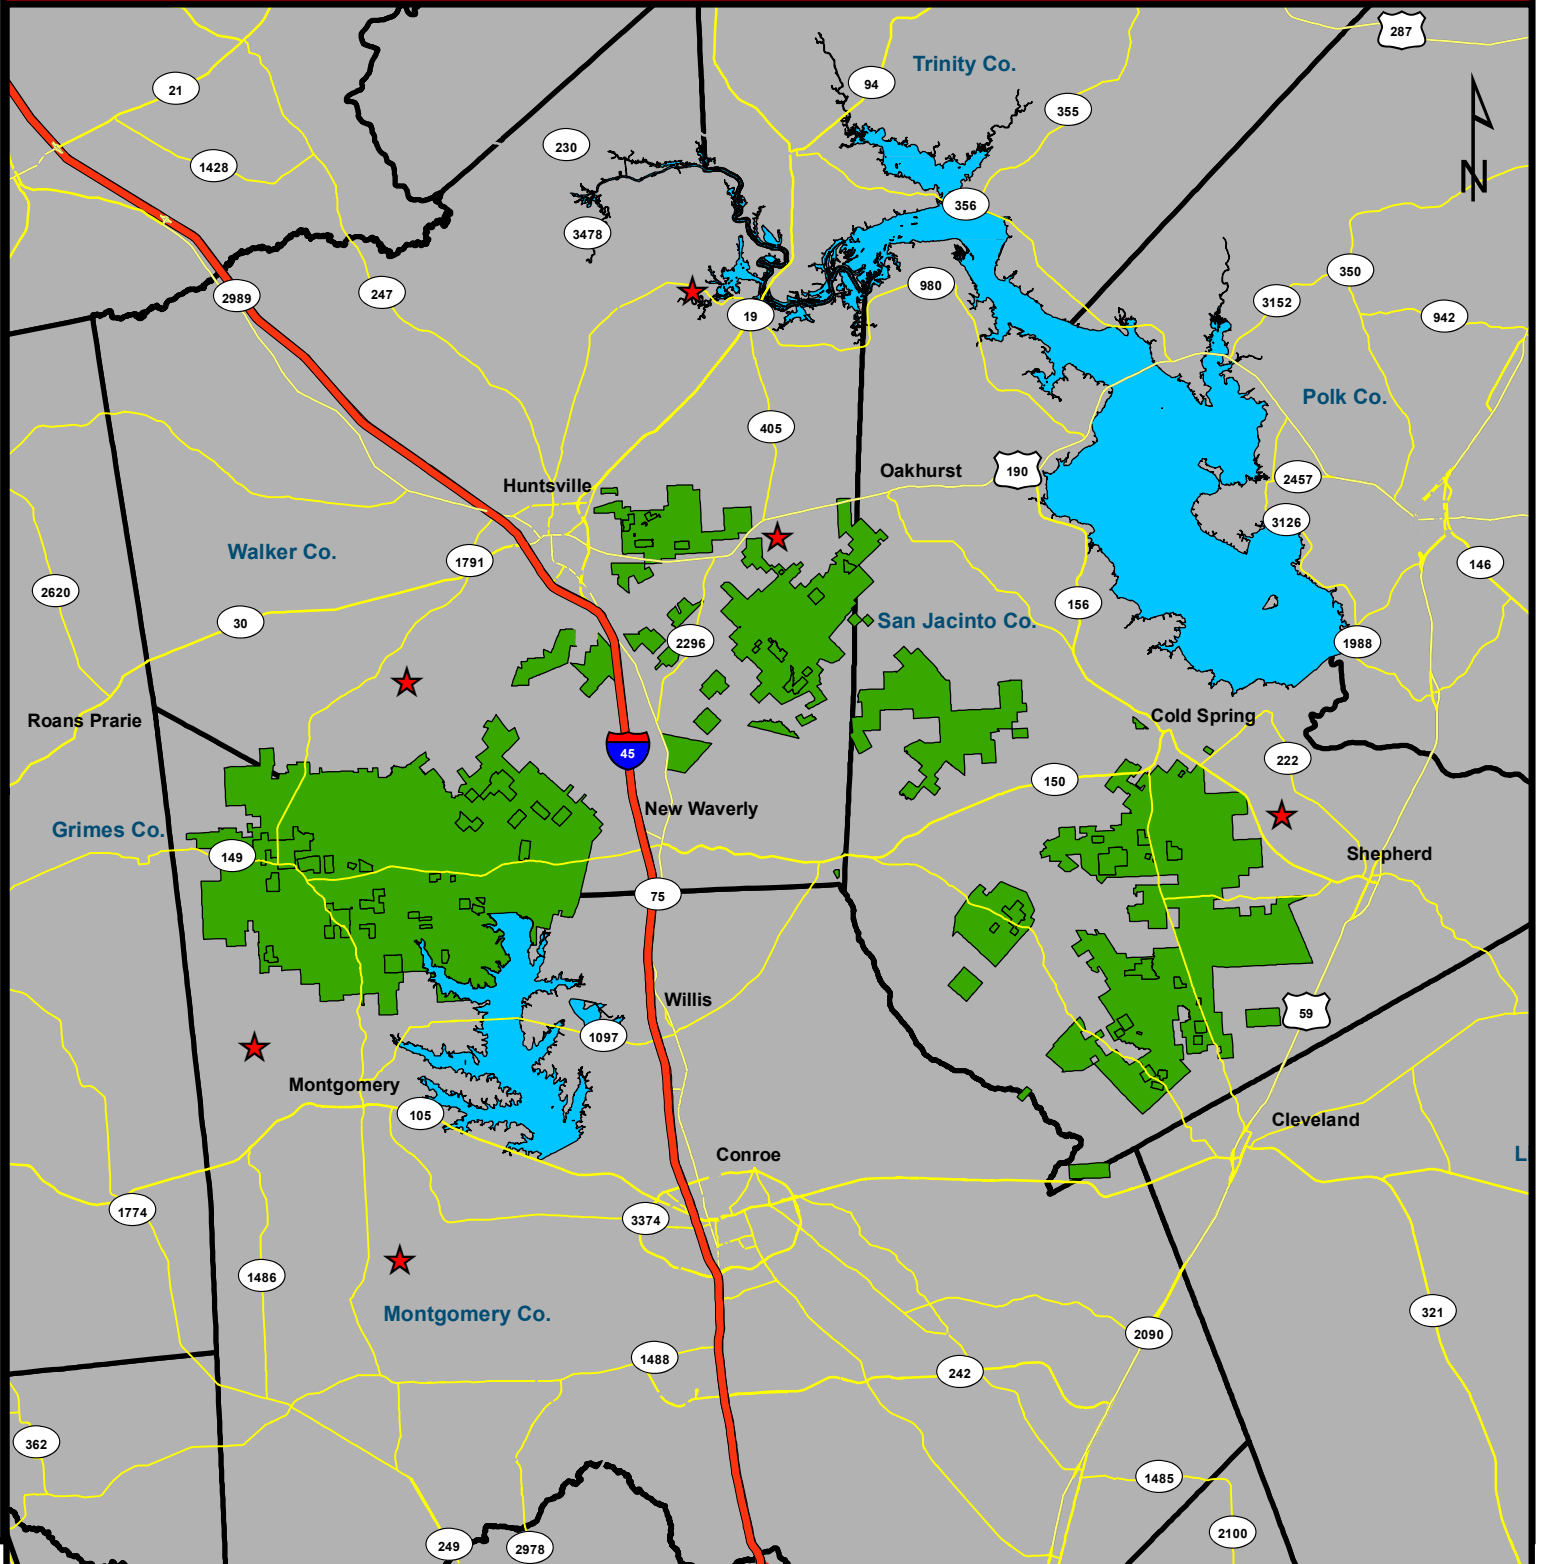 287
Trinity Co.
94
21
355
230
1428
N
356
3478
350
980
247
2989
3152
19
942
Polk Co.
405
Oakhurst
190
2457
Huntsville
3126
Walker Co.
1791
146
2620
156
30
San Jacinto Co.
2296
1988
Cold Spring
Roans Prarie
45
222
150
New Waverly
Grimes Co.
149
Shepherd
75
Willis
59
1097
Montgomery
105
Cleveland
Conroe
L
1774
3374
1486
Montgomery Co.
321
2090
1488
242
362
1485
2100
249
2978